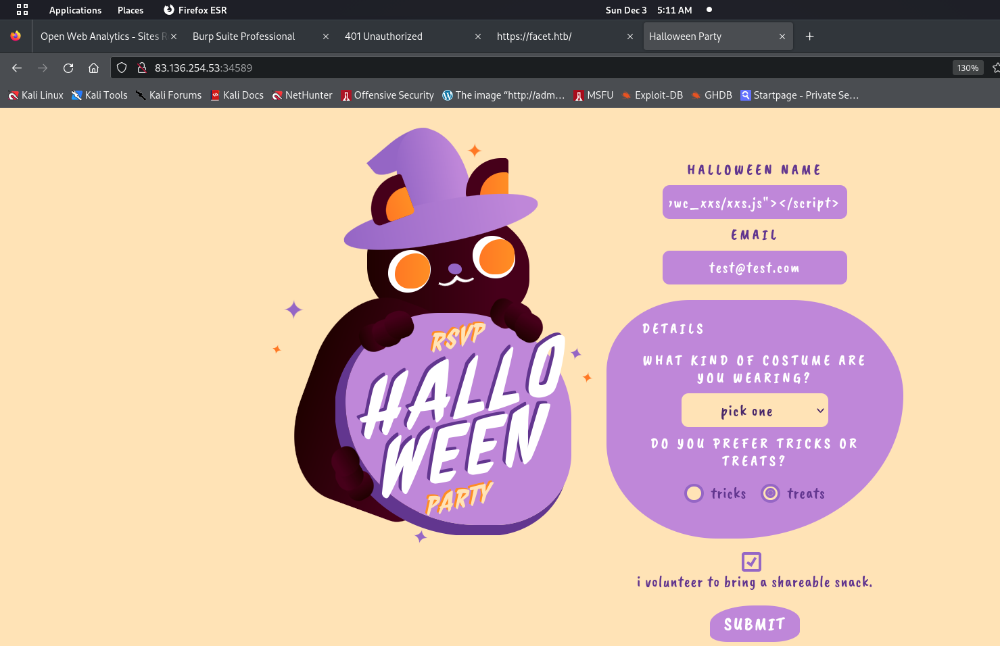 Applications Places Firefox ESR Sun Dec 3 5:11 AM
Open Web Analytics - Sites R Burp Suite Professional 401 Unauthorized https://facet.htb/ Halloween Party
83.136.254.53:34589 130%
Kali Linux Kali Tools Kali Forums Kali Docs NetHunter Offensive Security The image “http://adm… MSFU Exploit-DB GHDB Startpage - Private Se…
RSVP
HALLO
WEEN
PARTY
HALLOWEEN NAME
wc_xxs/xxs.js"></script>
EMAIL
test@test.com
DETAILS
WHAT KIND OF COSTUME ARE
YOU WEARING?
pick one
DO YOU PREFER TRICKS OR
TREATS?
tricks treats
i volunteer to bring a shareable snack.
SUBMIT